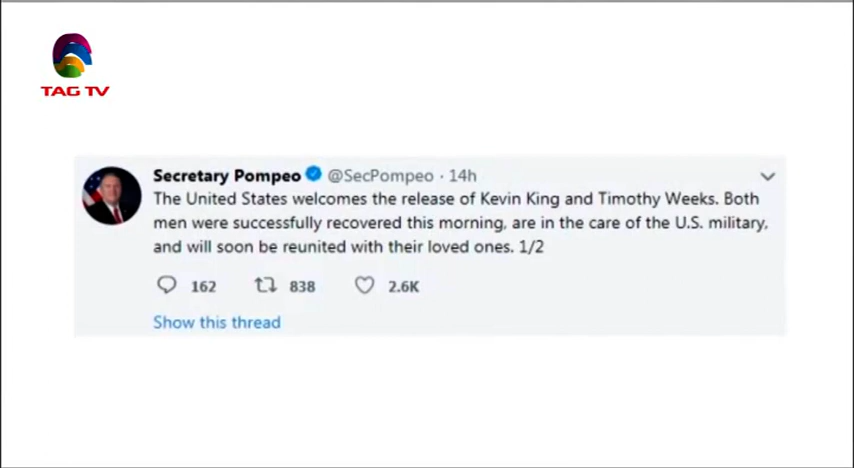 TAG TV
Secretary Pompeo @SecPompeo · 14h
The United States welcomes the release of Kevin King and Timothy Weeks. Both
men were successfully recovered this morning, are in the care of the U.S. military,
and will soon be reunited with their loved ones. 1/2
162 838 2.6K
Show this thread